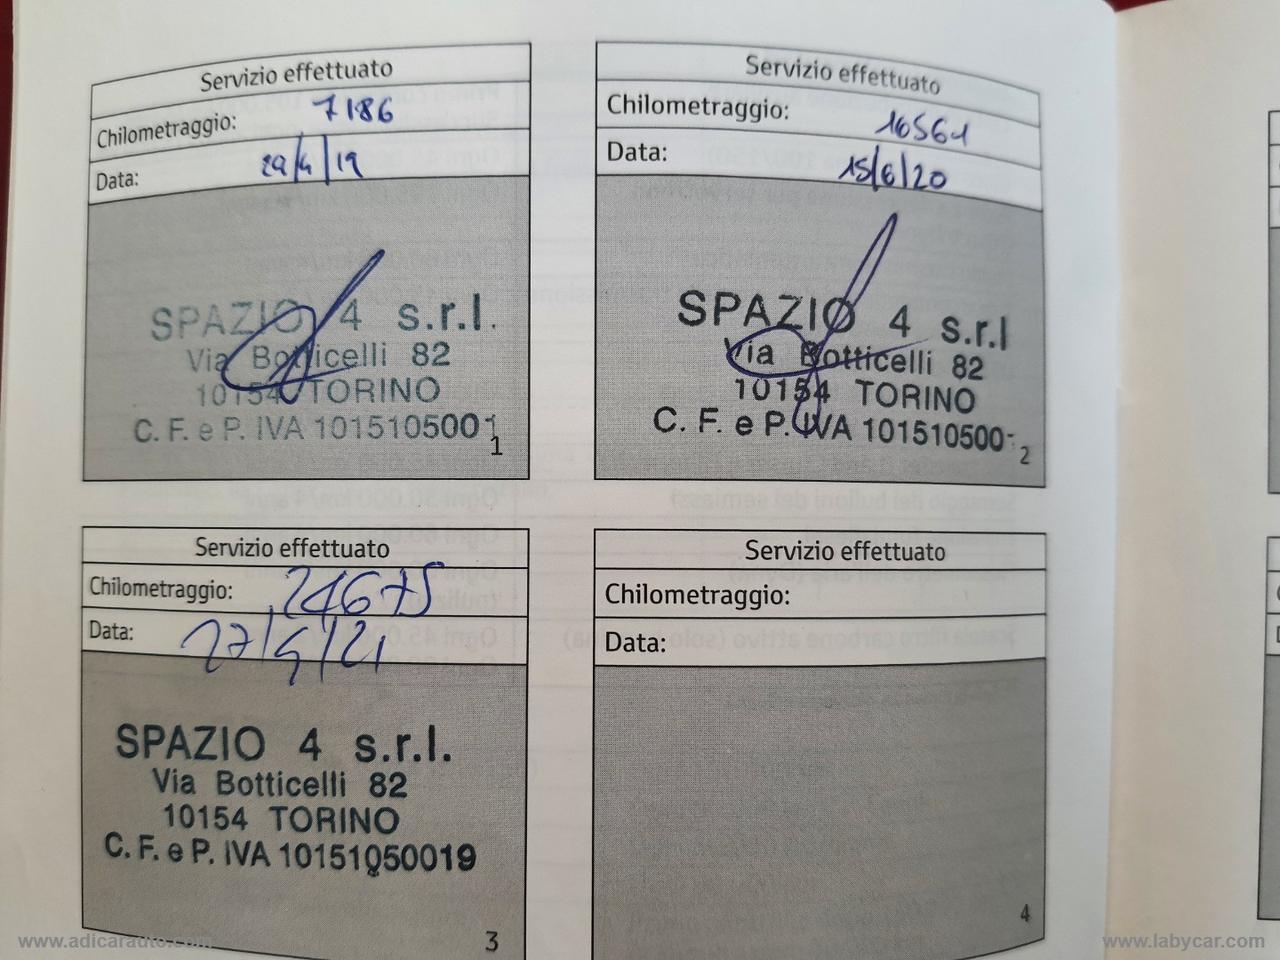 Servizio effettuato
Chilometraggio: 7186
Data: 29/4/19
SPAZIO 4 s.r.l.
Via Botticelli 82
10154 TORINO
C. F. e P. IVA 101510500
1
Servizio effettuato
Chilometraggio: 16561
Data: 15/6/20
SPAZIO 4 s.r.l
Via Botticelli 82
10154 TORINO
C. F. e P. IVA 101510500
2
Servizio effettuato
Chilometraggio: 24675
Data: 27/4/21
SPAZIO 4 s.r.l.
Via Botticelli 82
10154 TORINO
C. F. e P. IVA 10151050019
3
Servizio effettuato
Chilometraggio:
Data:
4
www.adicarauto.com
www.labycar.com